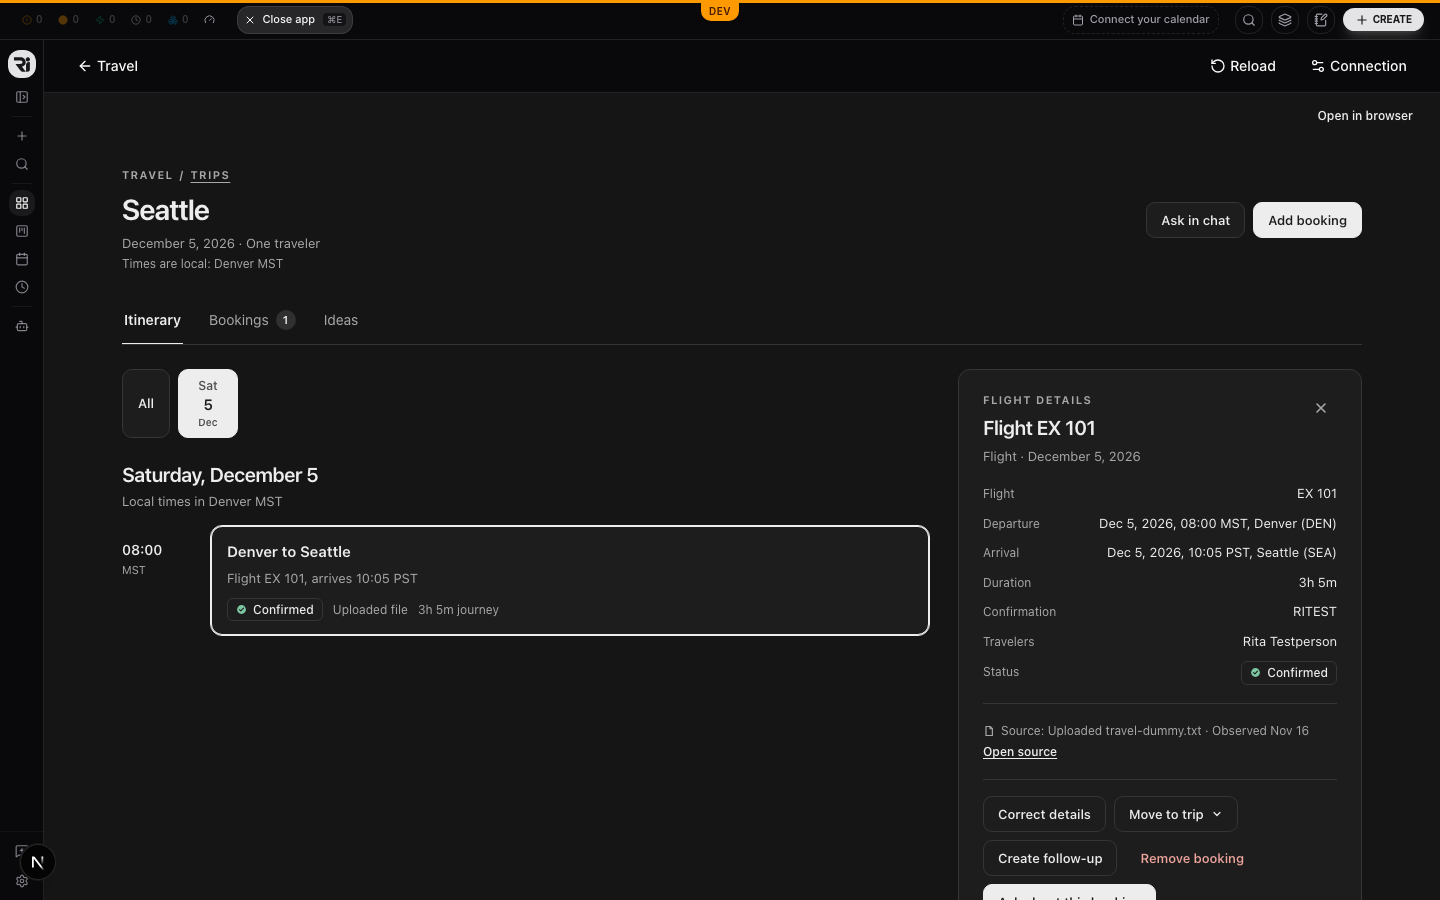 0 0 0 0 0
Close app ⌘E
DEV
Connect your calendar
CREATE
Ri
Travel
Reload
Connection
Open in browser
TRAVEL / TRIPS
Seattle
December 5, 2026 · One traveler
Times are local: Denver MST
Ask in chat
Add booking
Itinerary
Bookings 1
Ideas
All
Sat
5
Dec
Saturday, December 5
Local times in Denver MST
08:00
MST
Denver to Seattle
Flight EX 101, arrives 10:05 PST
Confirmed Uploaded file 3h 5m journey
FLIGHT DETAILS
Flight EX 101
Flight · December 5, 2026
Flight EX 101
Departure Dec 5, 2026, 08:00 MST, Denver (DEN)
Arrival Dec 5, 2026, 10:05 PST, Seattle (SEA)
Duration 3h 5m
Confirmation RITEST
Travelers Rita Testperson
Status Confirmed
Source: Uploaded travel-dummy.txt · Observed Nov 16
Open source
Correct details
Move to trip
Create follow-up
Remove booking
N